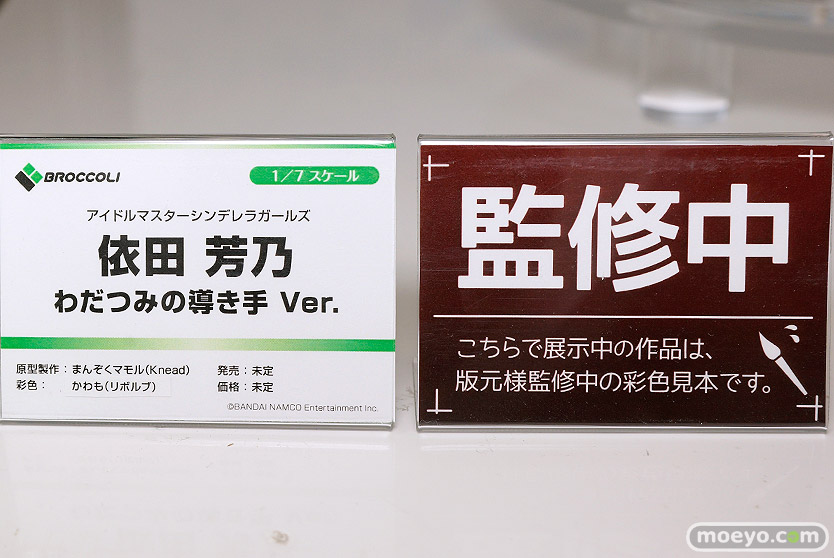 BROCCOLI
1/7 スケール
アイドルマスターシンデレラガールズ
依田 芳乃
わだつみの導き手 Ver.
原型製作：まんぞくマモル(Knead)
彩色： かわも(リボルブ)
発売：未定
価格：未定
©BANDAI NAMCO Entertainment Inc.
監修中
こちらで展示中の作品は、
版元様監修中の彩色見本です。
moeyo.com